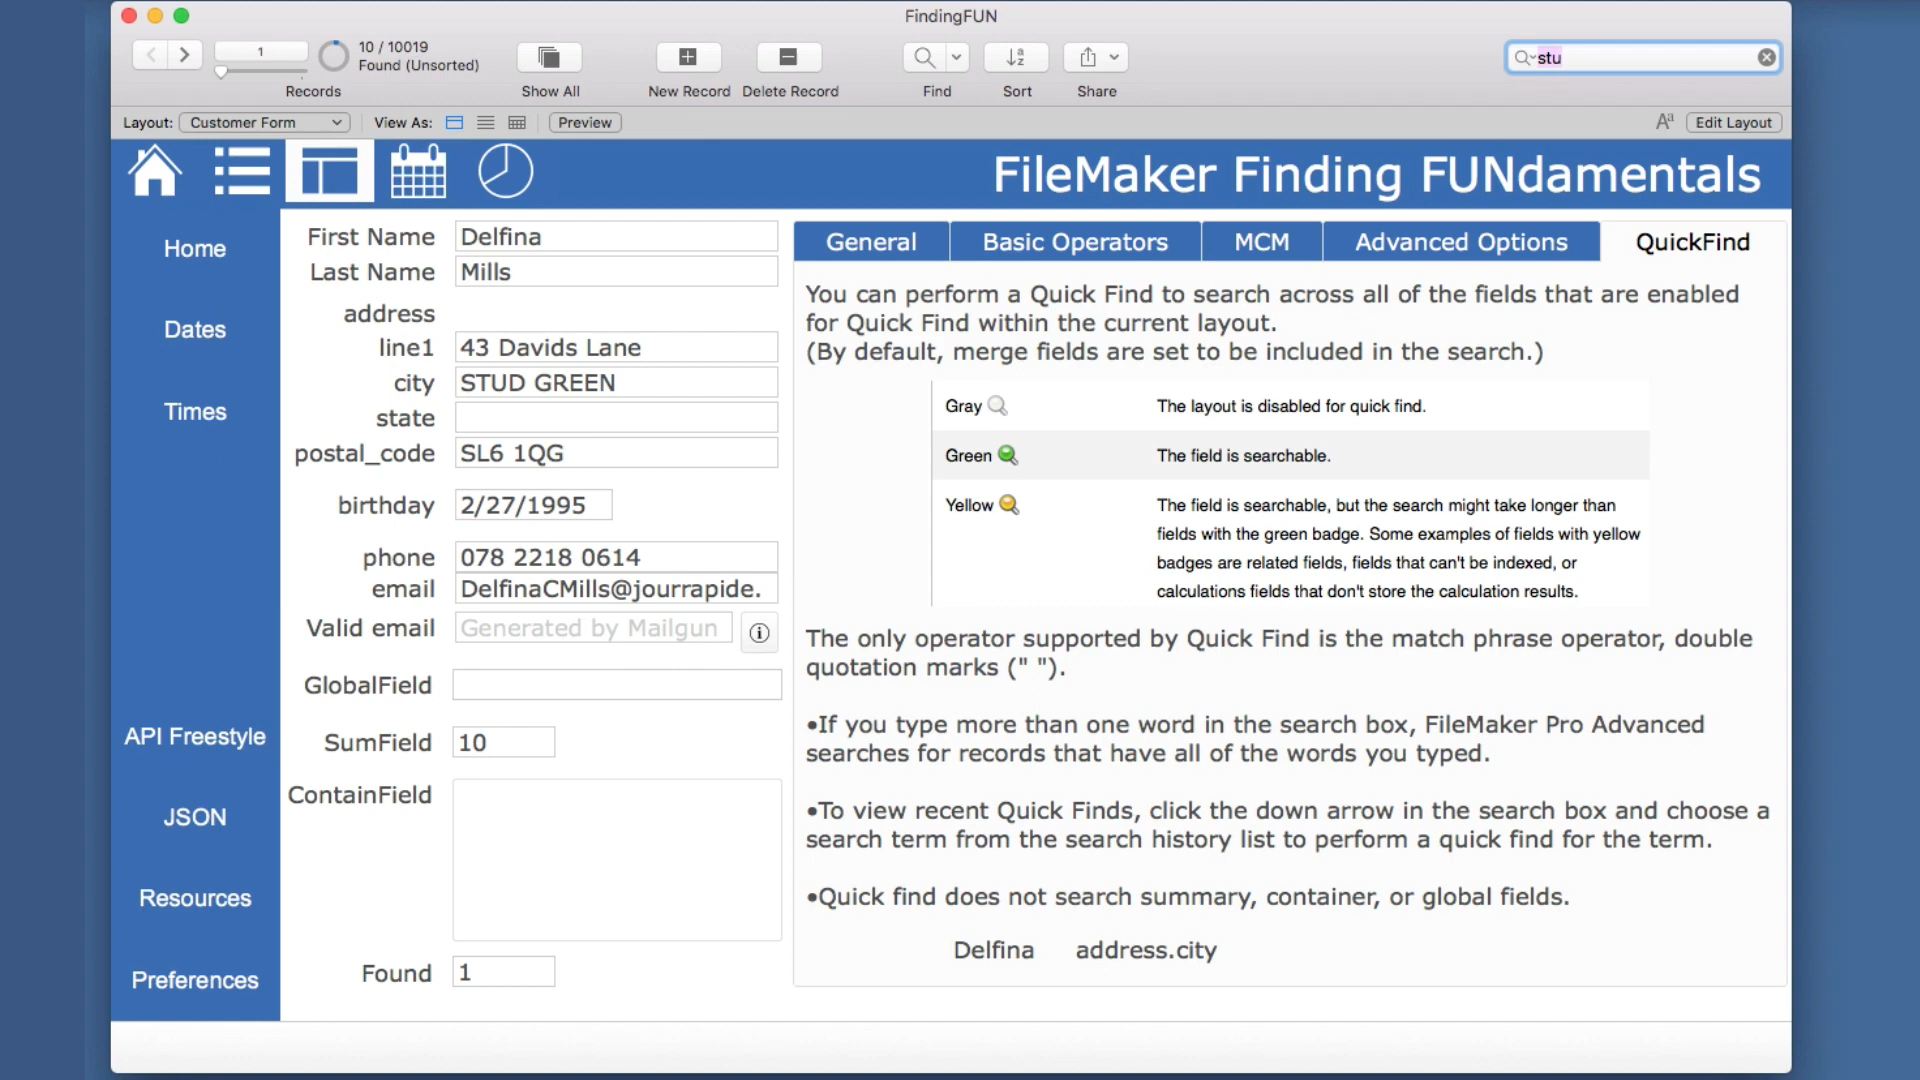 FindingFUN
1
10 / 10019
Found (Unsorted)
stu
Records
Show All
New Record
Delete Record
Find
Sort
Share
Layout:
Customer Form
View As:
Preview
Aa
Edit Layout
FileMaker Finding FUNdamentals
Home
Dates
Times
API Freestyle
JSON
Resources
Preferences
First Name
Delfina
Last Name
Mills
address
line1
43 Davids Lane
city
STUD GREEN
state
postal_code
SL6 1QG
birthday
2/27/1995
phone
078 2218 0614
email
DelfinaCMills@jourrapide.
Valid email
Generated by Mailgun
GlobalField
SumField
10
ContainField
Found
1
General
Basic Operators
MCM
Advanced Options
QuickFind
You can perform a Quick Find to search across all of the fields that are enabled
for Quick Find within the current layout.
(By default, merge fields are set to be included in the search.)
Gray
The layout is disabled for quick find.
Green
The field is searchable.
Yellow
The field is searchable, but the search might take longer than
fields with the green badge. Some examples of fields with yellow
badges are related fields, fields that can't be indexed, or
calculations fields that don't store the calculation results.
The only operator supported by Quick Find is the match phrase operator, double
quotation marks (" ").
•If you type more than one word in the search box, FileMaker Pro Advanced
searches for records that have all of the words you typed.
•To view recent Quick Finds, click the down arrow in the search box and choose a
search term from the search history list to perform a quick find for the term.
•Quick find does not search summary, container, or global fields.
Delfina
address.city